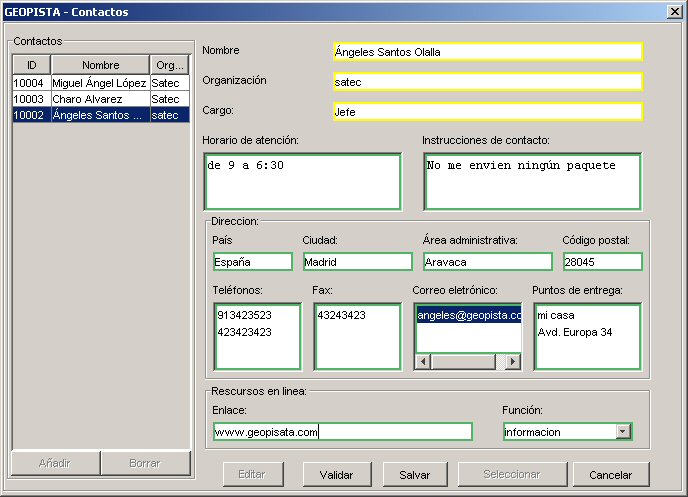 GEOPISTA - Contactos
Contactos
ID Nombre Org...
10004 Miguel Ángel López Satec
10003 Charo Alvarez Satec
10002 Ángeles Santos ... satec
Añadir Borrar
Nombre Ángeles Santos Olalla
Organización satec
Cargo: Jefe
Horario de atención: Instrucciones de contacto:
de 9 a 6:30 No me envien ningún paquete
Direccion:
País Ciudad: Área administrativa: Código postal:
España Madrid Aravaca 28045
Teléfonos: Fax: Correo eletrónico: Puntos de entrega:
913423523 43243423 angeles@geopista.co mi casa
423423423 Avd. Europa 34
Rescursos en linea:
Enlace: Función:
www.geopisata.com informacion
Editar Validar Salvar Seleccionar Cancelar